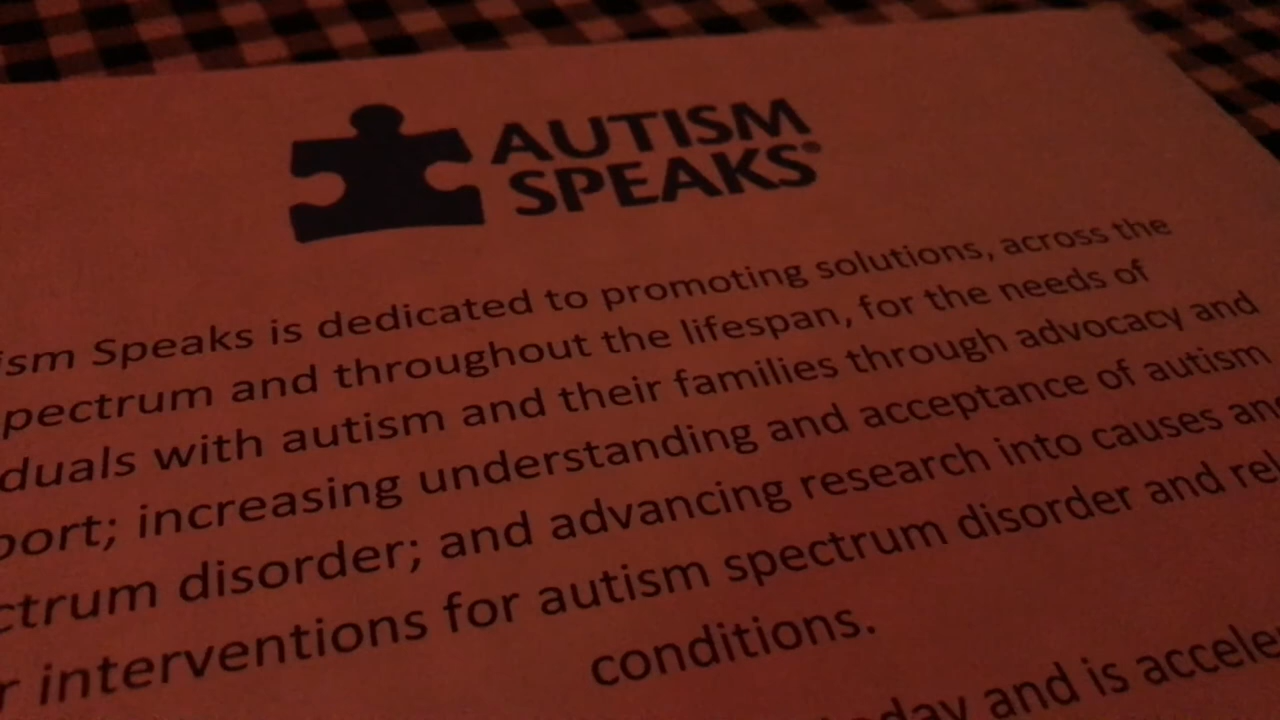 AUTISM
SPEAKS®
ism Speaks is dedicated to promoting solutions, across the
pectrum and throughout the lifespan, for the needs of
duals with autism and their families through advocacy and
port; increasing understanding and acceptance of autism
ctrum disorder; and advancing research into causes and
r interventions for autism spectrum disorder and rel
conditions.
day and is accele